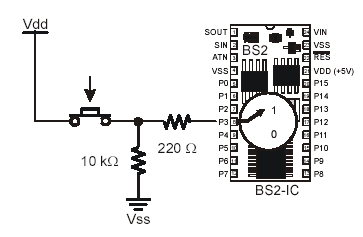 Vdd
10 kΩ
220 Ω
Vss
SOUT
SIN
ATN
VSS
P0
P1
P2
P3
P4
P5
P6
P7
BS2
1
0
VIN
VSS
RES
VDD (+5V)
P15
P14
P13
P12
P11
P10
P9
P8
BS2-IC